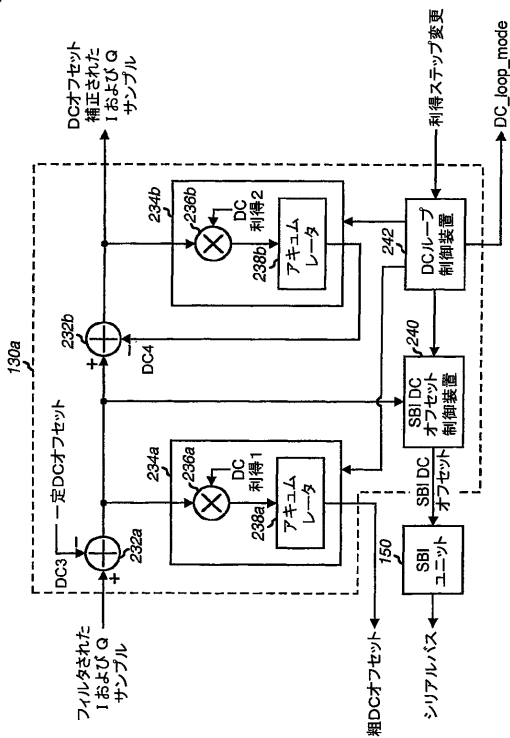 フィルタされた
I および Q
サンプル
DC3
一定DCオフセット
−
+
232a
130a
234a
236a
DC
利得1
238a
アキュム
レータ
粗DCオフセット
+
−
232b
DC4
234b
236b
DC
利得2
238b
アキュム
レータ
DCオフセット
補正された
I および Q
サンプル
利得ステップ変更
242
DCループ
制御装置
DC_loop_mode
240
SBI DC
オフセット
制御装置
SBI DC
オフセット
150
SBI
ユニット
シリアルバス